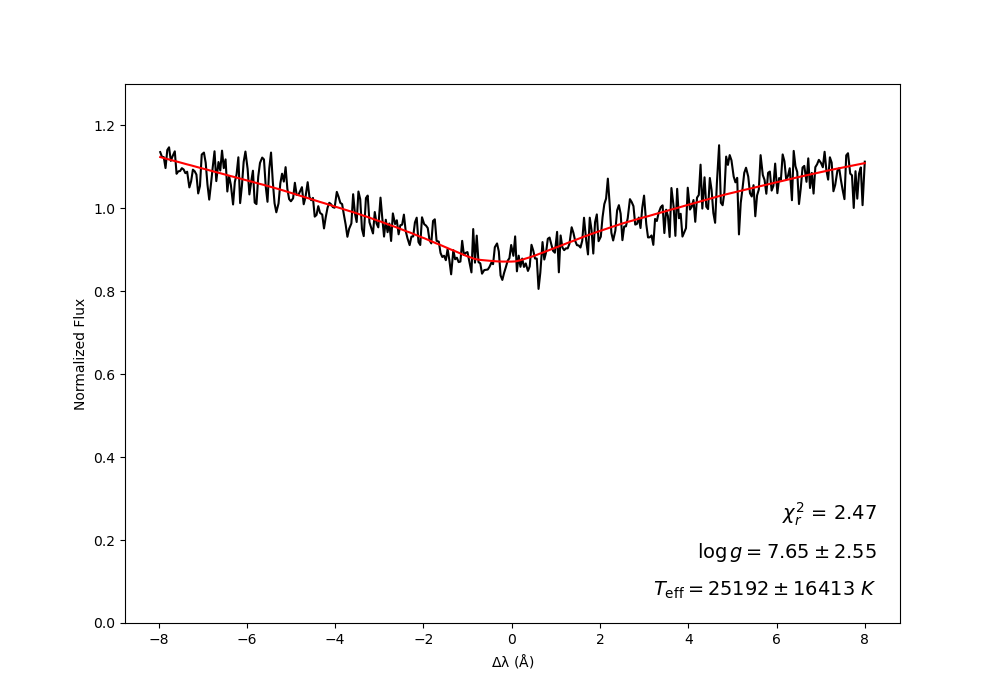 1.2
1.0
0.8
0.6
0.4
0.2
0.0
Normalized Flux
χ²ᵣ = 2.47
log g = 7.65 ± 2.55
T_eff = 25192 ± 16413 K
−8 −6 −4 −2 0 2 4 6 8
Δλ (Å)